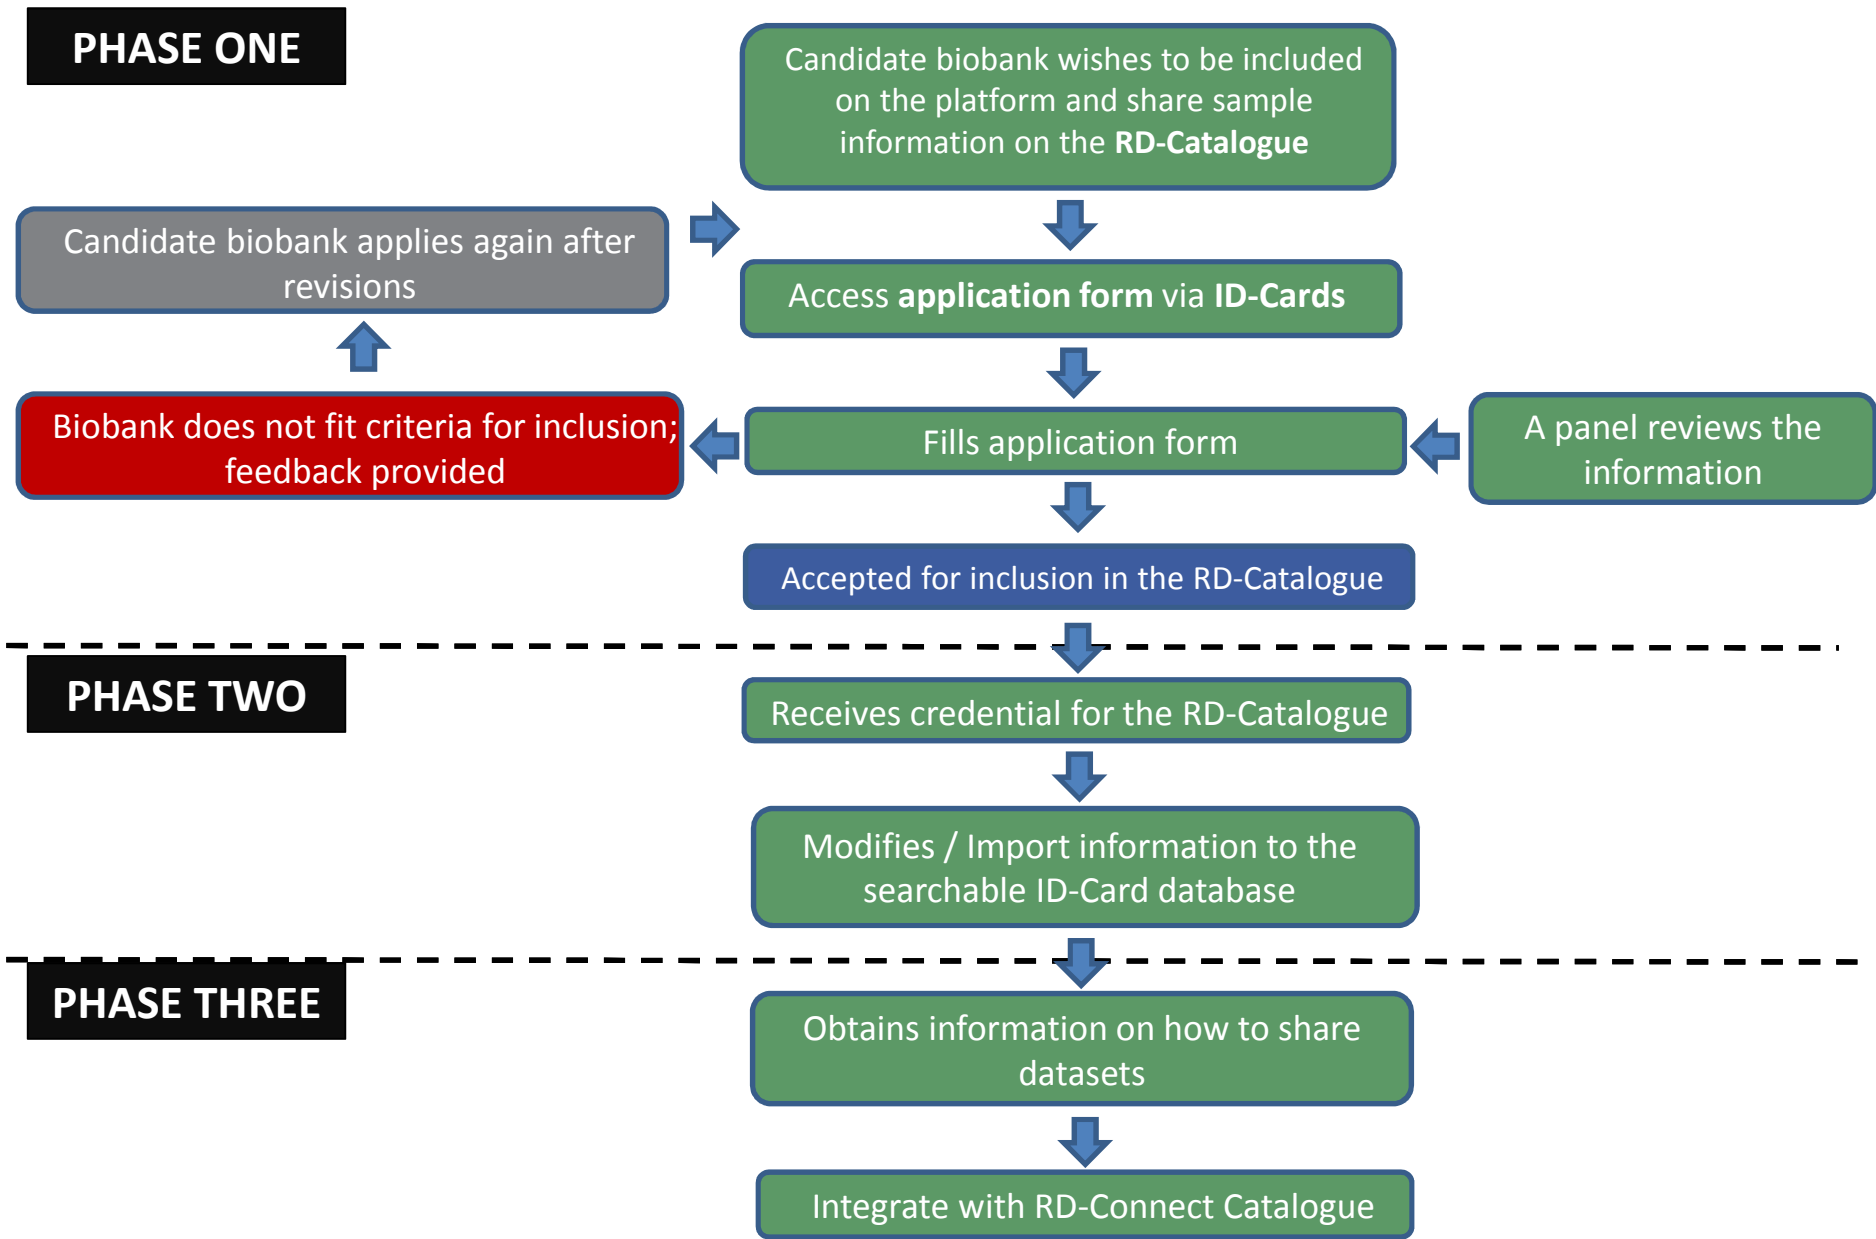 PHASE ONE
Candidate biobank wishes to be included
on the platform and share sample
information on the RD-Catalogue
Candidate biobank applies again after
revisions
Access application form via ID-Cards
Biobank does not fit criteria for inclusion;
feedback provided
Fills application form
A panel reviews the
information
Accepted for inclusion in the RD-Catalogue
PHASE TWO
Receives credential for the RD-Catalogue
Modifies / Import information to the
searchable ID-Card database
PHASE THREE
Obtains information on how to share
datasets
Integrate with RD-Connect Catalogue